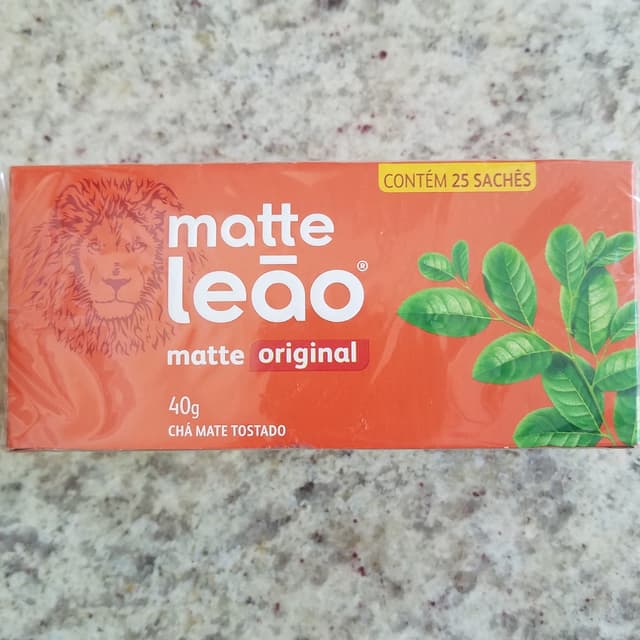 CONTÉM 25 SACHÊS
matte
leão®
matte original
40g
CHÁ MATE TOSTADO